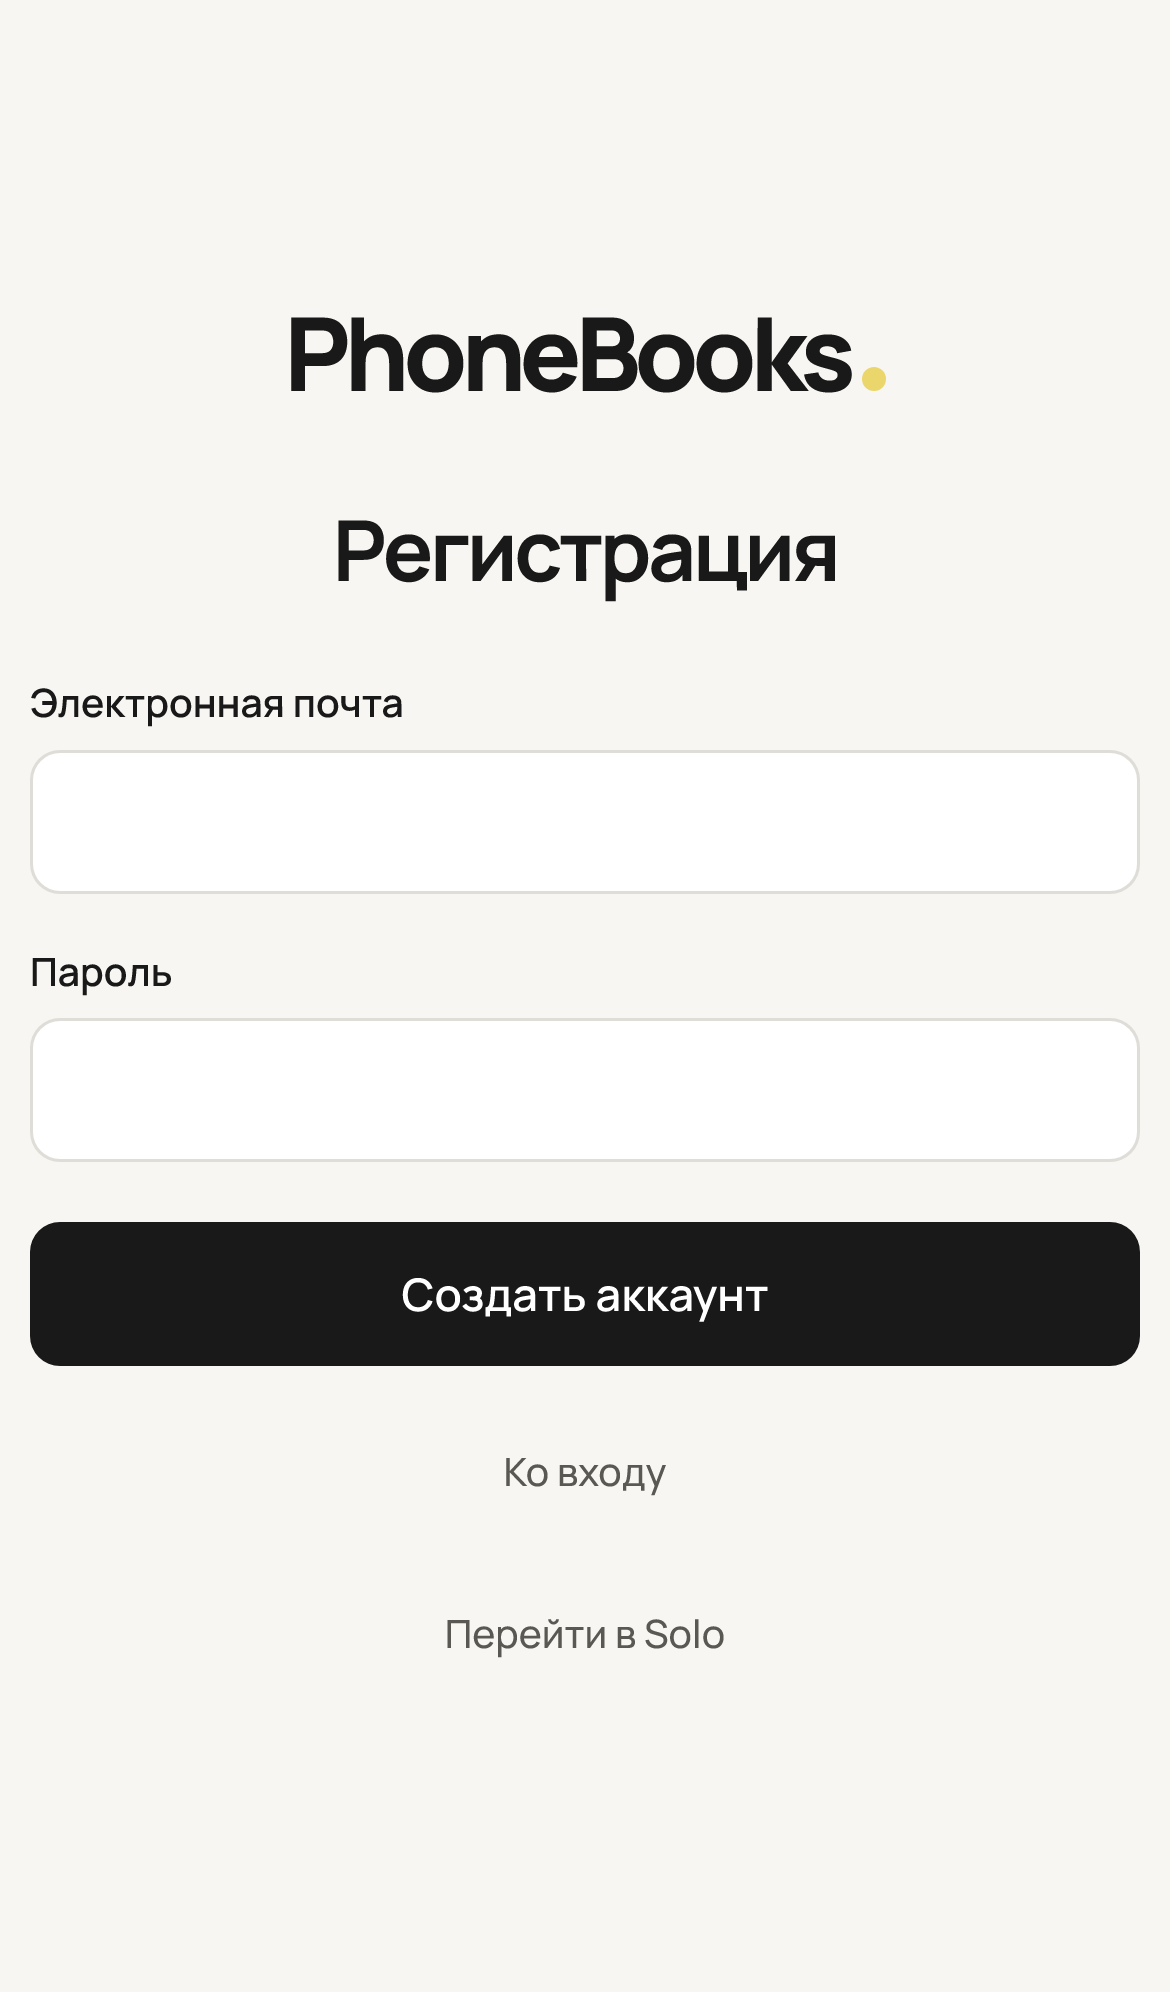 PhoneBooks.
Регистрация
Электронная почта
Пароль
Создать аккаунт
Ко входу
Перейти в Solo